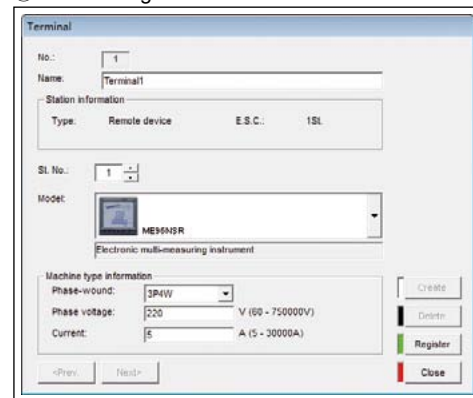 Terminal
No.: 1
Name: Terminal1
Station information
Type: Remote device E.S.C.: 1St.
St. No.: 1
Model: ME96NSR
Electronic multi-measuring instrument
Machine type information
Phase-wound: 3P4W
Phase voltage: 220 V (60 - 750000V)
Current: 5 A (5 - 30000A)
Create
Delete
Register
<Prev. Next> Close